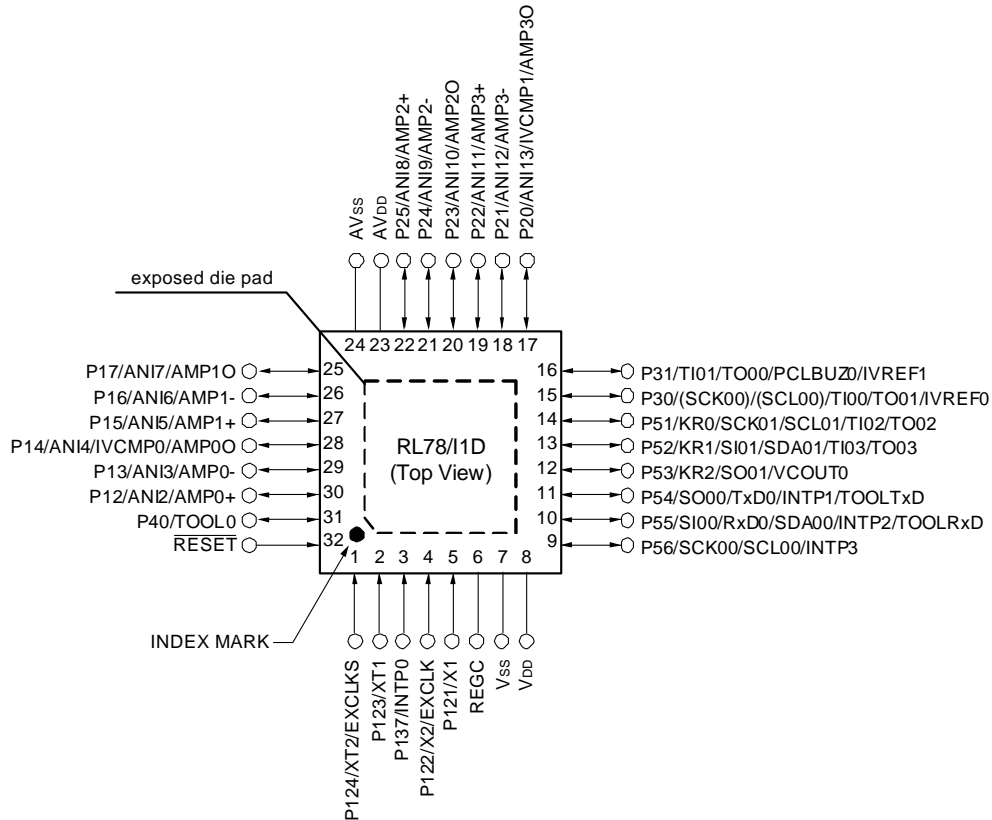 P20/ANI13/IVCMP1/AMP3O
P21/ANI12/AMP3-
P22/ANI11/AMP3+
P23/ANI10/AMP2O
P24/ANI9/AMP2-
P25/ANI8/AMP2+
AVDD
AVSS
exposed die pad
24 23 22 21 20 19 18 17
P17/ANI7/AMP1O 25
P16/ANI6/AMP1- 26
P15/ANI5/AMP1+ 27
P14/ANI4/IVCMP0/AMP0O 28
P13/ANI3/AMP0- 29
P12/ANI2/AMP0+ 30
P40/TOOL0 31
RESET 32
RL78/I1D
(Top View)
16 P31/TI01/TO00/PCLBUZ0/IVREF1
15 P30/(SCK00)/(SCL00)/TI00/TO01/IVREF0
14 P51/KR0/SCK01/SCL01/TI02/TO02
13 P52/KR1/SI01/SDA01/TI03/TO03
12 P53/KR2/SO01/VCOUT0
11 P54/SO00/TxD0/INTP1/TOOLTxD
10 P55/SI00/RxD0/SDA00/INTP2/TOOLRxD
9 P56/SCK00/SCL00/INTP3
1 2 3 4 5 6 7 8
INDEX MARK
P124/XT2/EXCLKS
P123/XT1
P137/INTP0
P122/X2/EXCLK
P121/X1
REGC
VSS
VDD